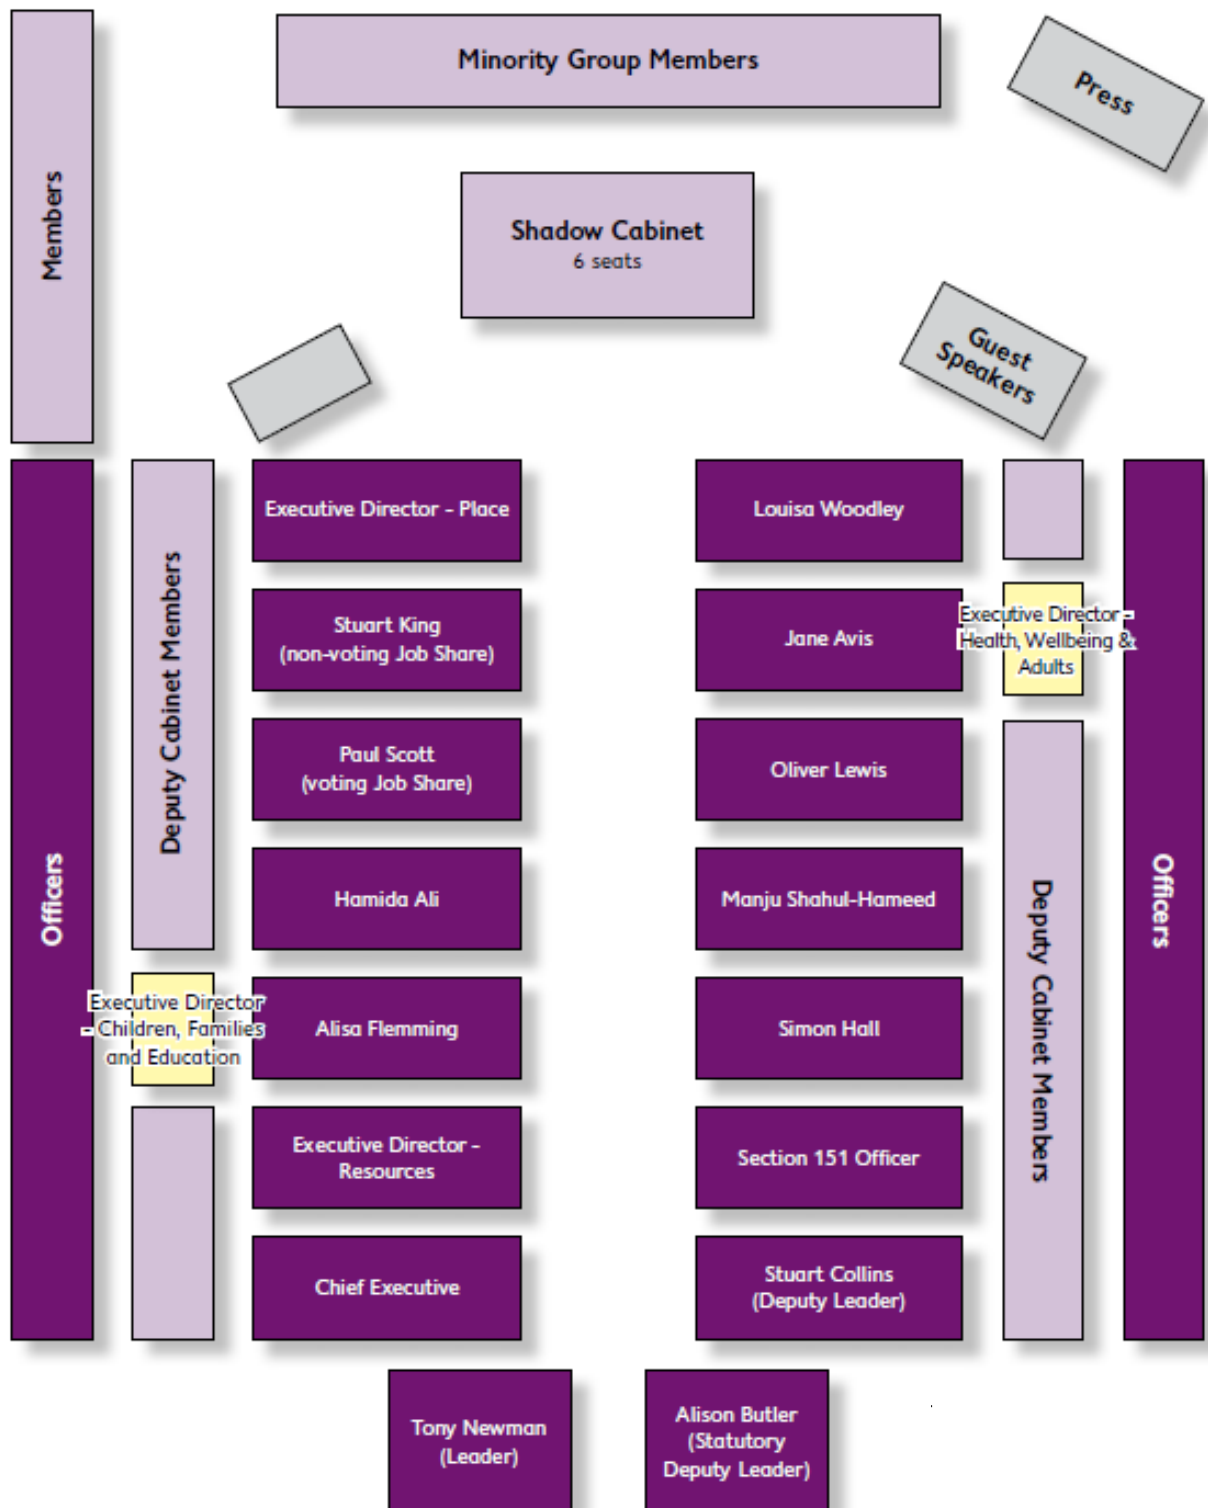 Minority Group Members
Press
Members
Shadow Cabinet
6 seats
Guest
Speakers
Officers
Deputy Cabinet Members
Executive Director
- Children, Families
and Education
Executive Director - Place
Stuart King
(non-voting Job Share)
Paul Scott
(voting Job Share)
Hamida Ali
Alisa Flemming
Executive Director -
Resources
Chief Executive
Louisa Woodley
Jane Avis
Oliver Lewis
Manju Shahul-Hameed
Simon Hall
Section 151 Officer
Stuart Collins
(Deputy Leader)
Executive Director -
Health, Wellbeing &
Adults
Deputy Cabinet Members
Officers
Tony Newman
(Leader)
Alison Butler
(Statutory
Deputy Leader)